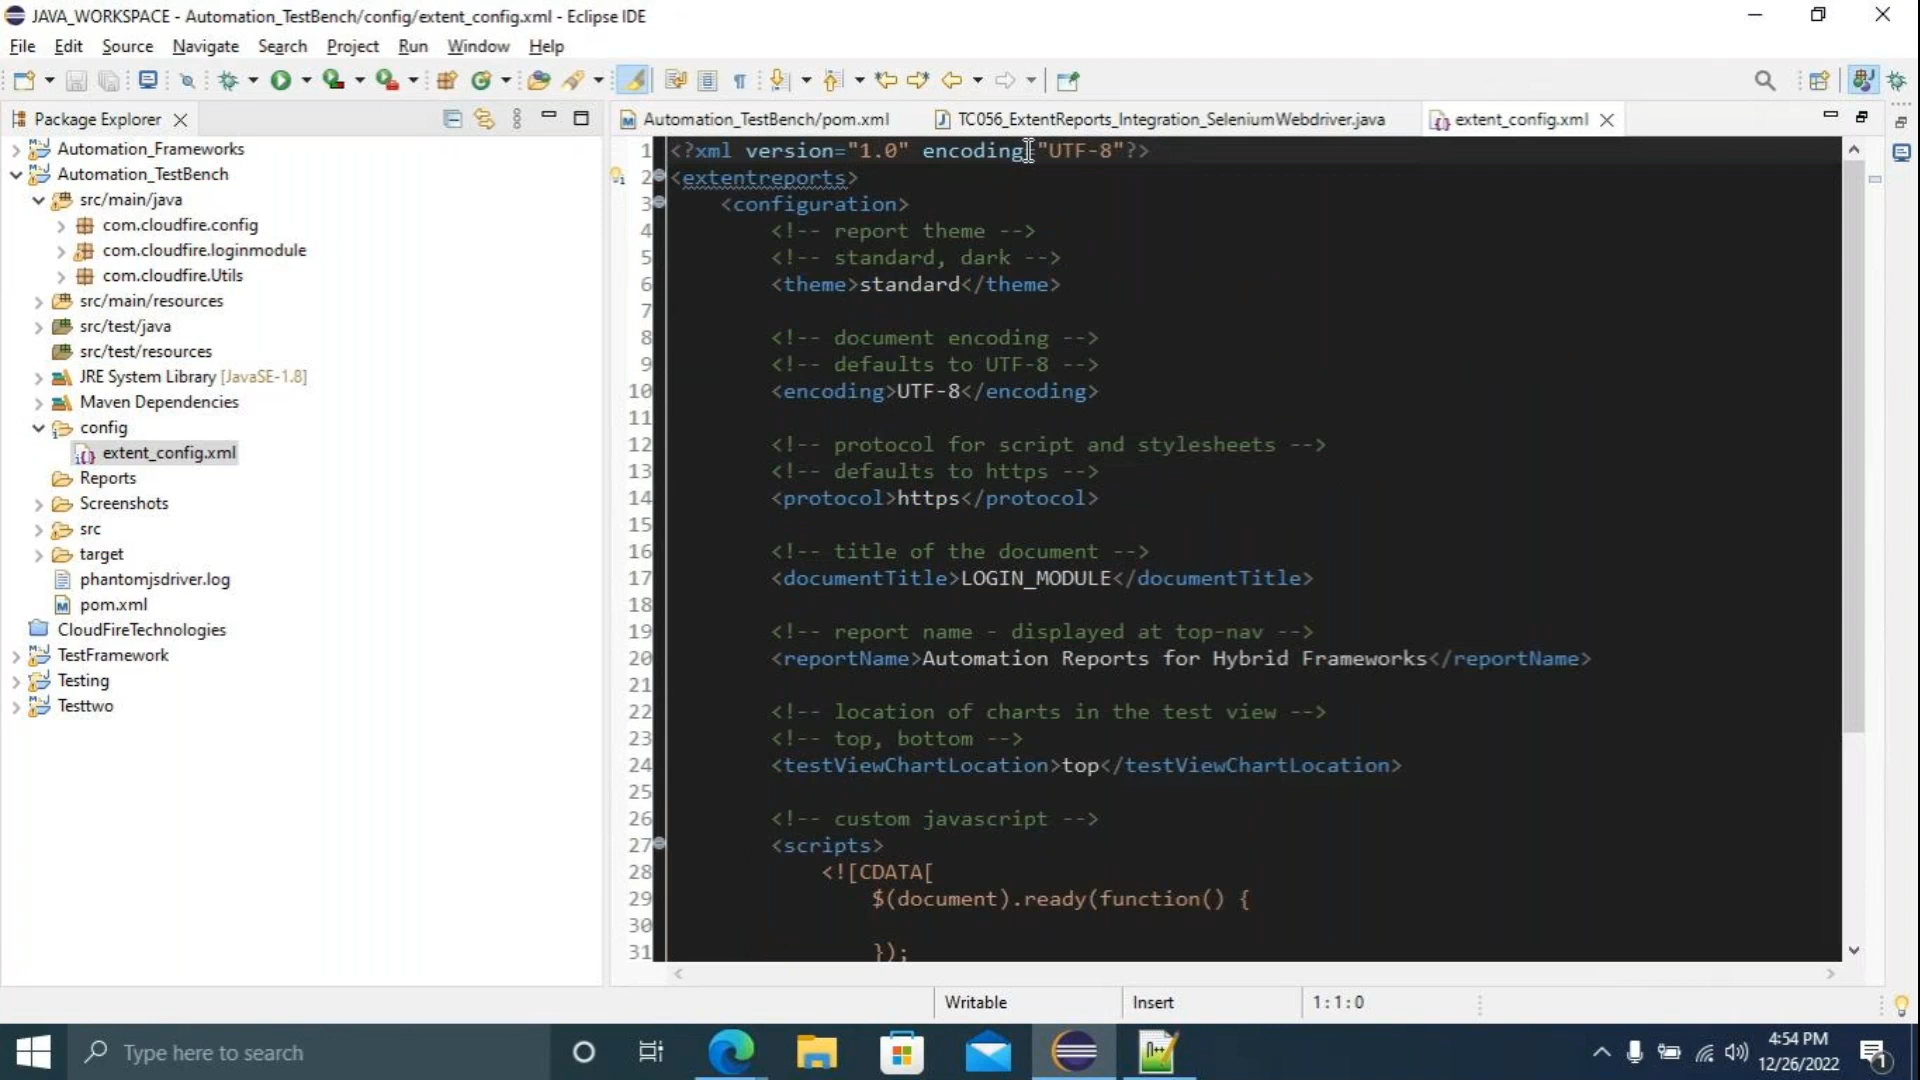 JAVA_WORKSPACE - Automation_TestBench/config/extent_config.xml - Eclipse IDE
File Edit Source Navigate Search Project Run Window Help
Package Explorer
Automation_TestBench/pom.xml
TC056_ExtentReports_Integration_SeleniumWebdriver.java
extent_config.xml
Automation_Frameworks
Automation_TestBench
src/main/java
com.cloudfire.config
com.cloudfire.loginmodule
com.cloudfire.Utils
src/main/resources
src/test/java
src/test/resources
JRE System Library [JavaSE-1.8]
Maven Dependencies
config
extent_config.xml
Reports
Screenshots
src
target
phantomjsdriver.log
pom.xml
CloudFireTechnologies
TestFramework
Testing
Testtwo
1 <?xml version="1.0" encoding="UTF-8"?>
2 <extentreports>
3 <configuration>
4 <!-- report theme -->
5 <!-- standard, dark -->
6 <theme>standard</theme>
7
8 <!-- document encoding -->
9 <!-- defaults to UTF-8 -->
10 <encoding>UTF-8</encoding>
11
12 <!-- protocol for script and stylesheets -->
13 <!-- defaults to https -->
14 <protocol>https</protocol>
15
16 <!-- title of the document -->
17 <documentTitle>LOGIN_MODULE</documentTitle>
18
19 <!-- report name - displayed at top-nav -->
20 <reportName>Automation Reports for Hybrid Frameworks</reportName>
21
22 <!-- location of charts in the test view -->
23 <!-- top, bottom -->
24 <testViewChartLocation>top</testViewChartLocation>
25
26 <!-- custom javascript -->
27 <scripts>
28 <![CDATA[
29 $(document).ready(function() {
30
31 });
Writable Insert 1:1:0
Type here to search
4:54 PM
12/26/2022
1